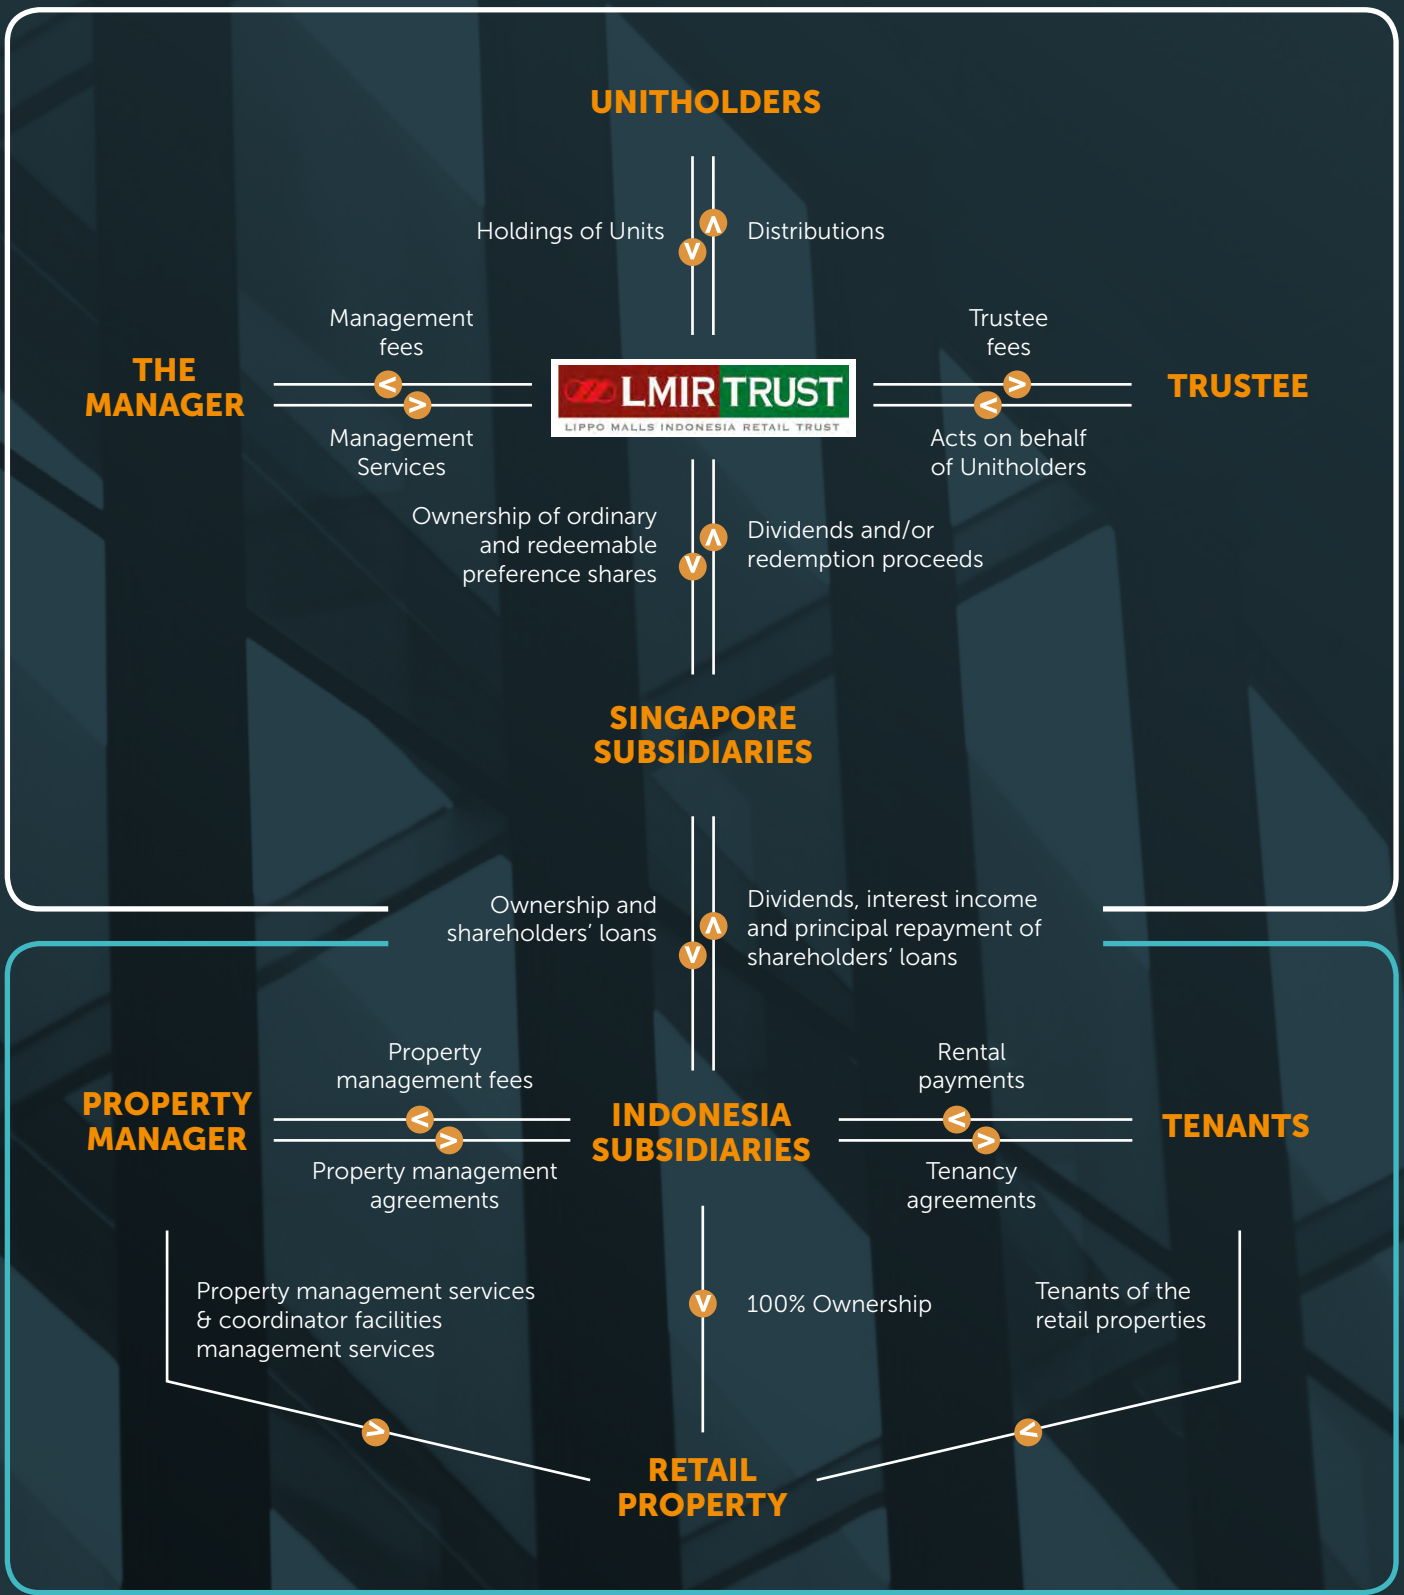 UNITHOLDERS
Holdings of Units
V
Λ
Distributions
Management
fees
Trustee
fees
THE
MANAGER
<
>
LMIR TRUST
LIPPO MALLS INDONESIA RETAIL TRUST
>
<
TRUSTEE
Management
Services
Acts on behalf
of Unitholders
Ownership of ordinary
and redeemable
preference shares
V
Λ
Dividends and/or
redemption proceeds
SINGAPORE
SUBSIDIARIES
Ownership and
shareholders’ loans
V
Λ
Dividends, interest income
and principal repayment of
shareholders’ loans
Property
management fees
Rental
payments
PROPERTY
MANAGER
<
>
INDONESIA
SUBSIDIARIES
<
>
TENANTS
Property management
agreements
Tenancy
agreements
Property management services
& coordinator facilities
management services
V
100% Ownership
Tenants of the
retail properties
>
<
RETAIL
PROPERTY